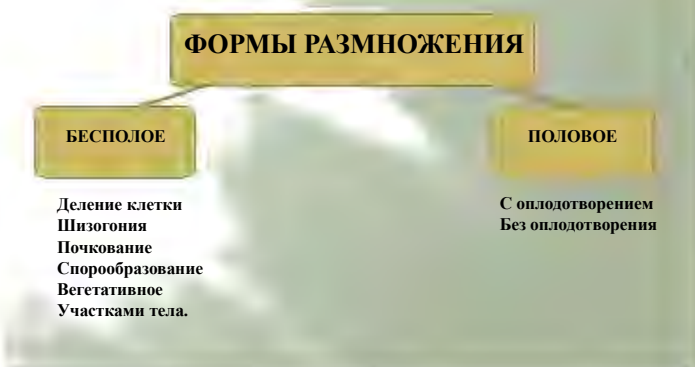 ФОРМЫ РАЗМНОЖЕНИЯ
БЕСПОЛОЕ
ПОЛОВОЕ
Деление клетки
Шизогония
Почкование
Спорообразование
Вегетативное
Участками тела.
С оплодотворением
Без оплодотворения